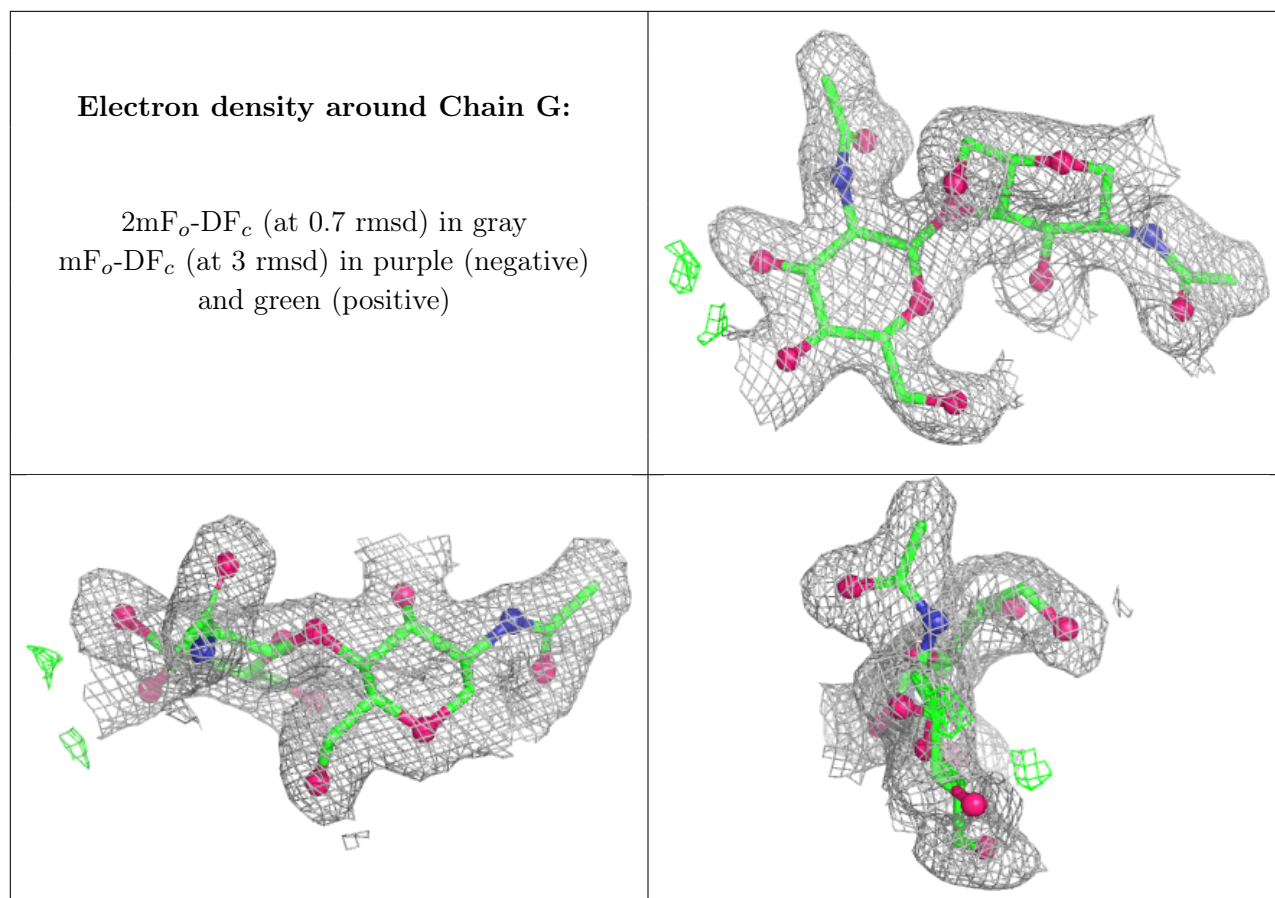 Electron density around Chain G:
2mFo-DFc (at 0.7 rmsd) in gray
mFo-DFc (at 3 rmsd) in purple (negative)
and green (positive)